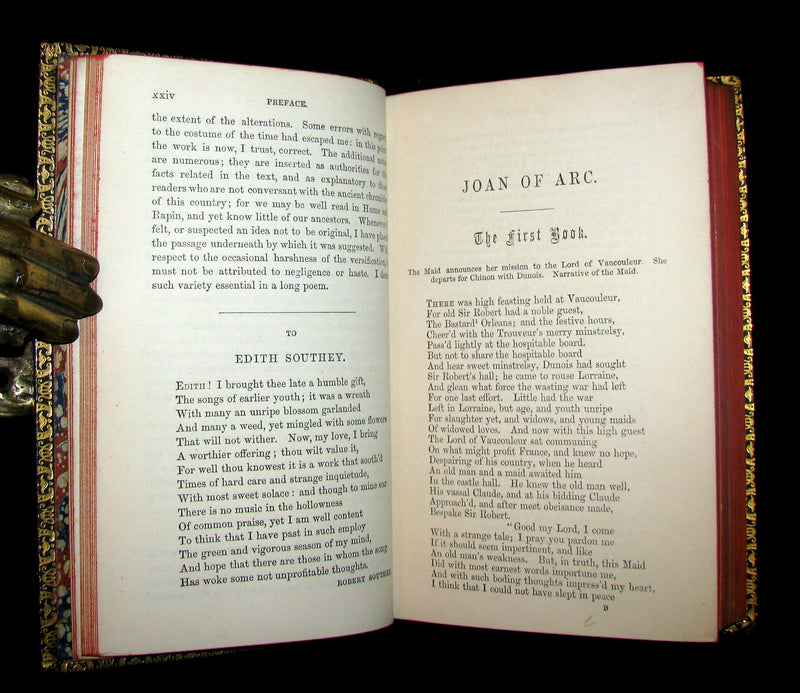 xxiv
PREFACE.
the extent of the alterations. Some errors with regard
to the costume of the time had escaped me: in this point
the work is now, I trust, correct. The additional notes
are numerous; they are inserted as authorities for the
facts related in the text, and as explanatory to those
readers who are not conversant with the ancient chronicles
of this country; for we may be well read in Hume and
Rapin, and yet know little of our ancestors. Whenever I
felt, or suspected an idea not to be original, I have placed
the passage underneath by which it was suggested. With
respect to the occasional harshness of the versification,
must not be attributed to negligence or haste. I deem
such variety essential in a long poem.
TO
EDITH SOUTHEY.
EDITH! I brought thee late a humble gift,
The songs of earlier youth; it was a wreath
With many an unripe blossom garlanded
And many a weed, yet mingled with some flowers
That will not wither. Now, my love, I bring
A worthier offering; thou wilt value it,
For well thou knowest it is a work that sooth'd
Times of hard care and strange inquietude,
With most sweet solace: and though to mine ear
There is no music in the hollowness
Of common praise, yet I am well content
To think that I have past in such employ
The green and vigorous season of my mind,
And hope that there are those in whom the song
Has woke some not unprofitable thoughts.
ROBERT SOUTHEY
JOAN OF ARC.
The First Book.
The Maid announces her mission to the Lord of Vaucouleur. She
departs for Chinon with Dunois. Narrative of the Maid.
THERE was high feasting held at Vaucouleur,
For old Sir Robert had a noble guest,
The Bastard¹ Orleans; and the festive hours,
Cheer'd with the Trouveur's merry minstrelsy,
Pass'd lightly at the hospitable board.
But not to share the hospitable board
And hear sweet minstrelsy, Dunois had sought
Sir Robert's hall; he came to rouse Lorraine,
And glean what force the wasting war had left
For one last effort. Little had the war
Left in Lorraine, but age, and youth unripe
For slaughter yet, and widows, and young maids
Of widowed loves. And now with this high guest
The Lord of Vaucouleur sat communing
On what might profit France, and knew no hope,
Despairing of his country, when he heard
An old man and a maid awaited him
In the castle hall. He knew the old man well,
His vassal Claude, and at his bidding Claude
Approach'd, and after meet obeisance made,
Bespake Sir Robert.
"Good my Lord, I come
With a strange tale; I pray you pardon me
If it should seem impertinent, and like
An old man's weakness. But, in truth, this Maid
Did with most earnest words importune me,
And with such boding thoughts impress'd my heart,
I think that I could not have slept in peace
B